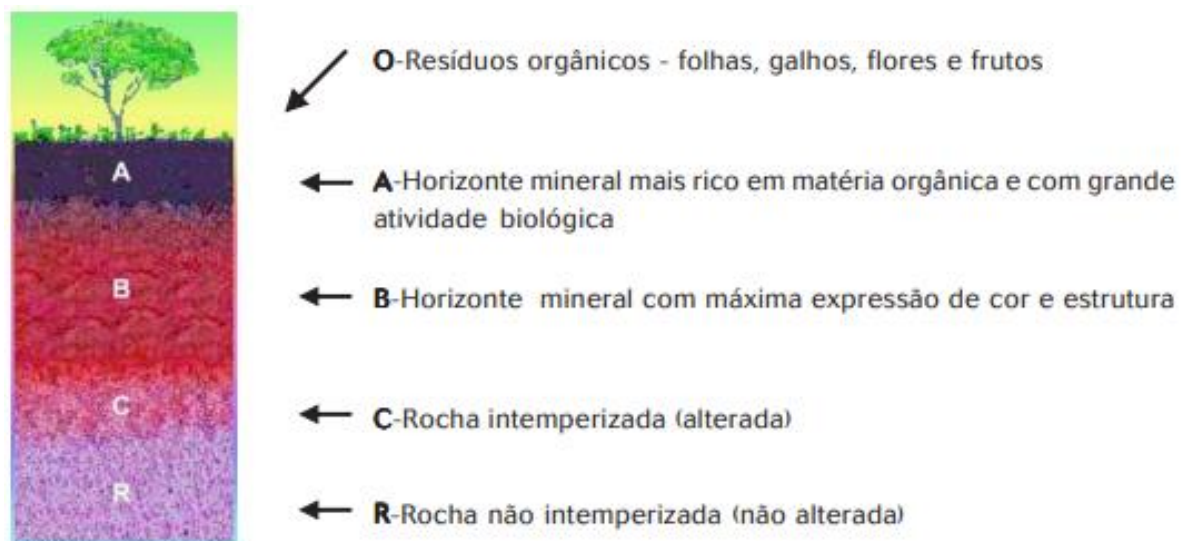 O-Resíduos orgânicos - folhas, galhos, flores e frutos
A
A-Horizonte mineral mais rico em matéria orgânica e com grande
atividade biológica
B
B-Horizonte mineral com máxima expressão de cor e estrutura
C
C-Rocha intemperizada (alterada)
R
R-Rocha não intemperizada (não alterada)